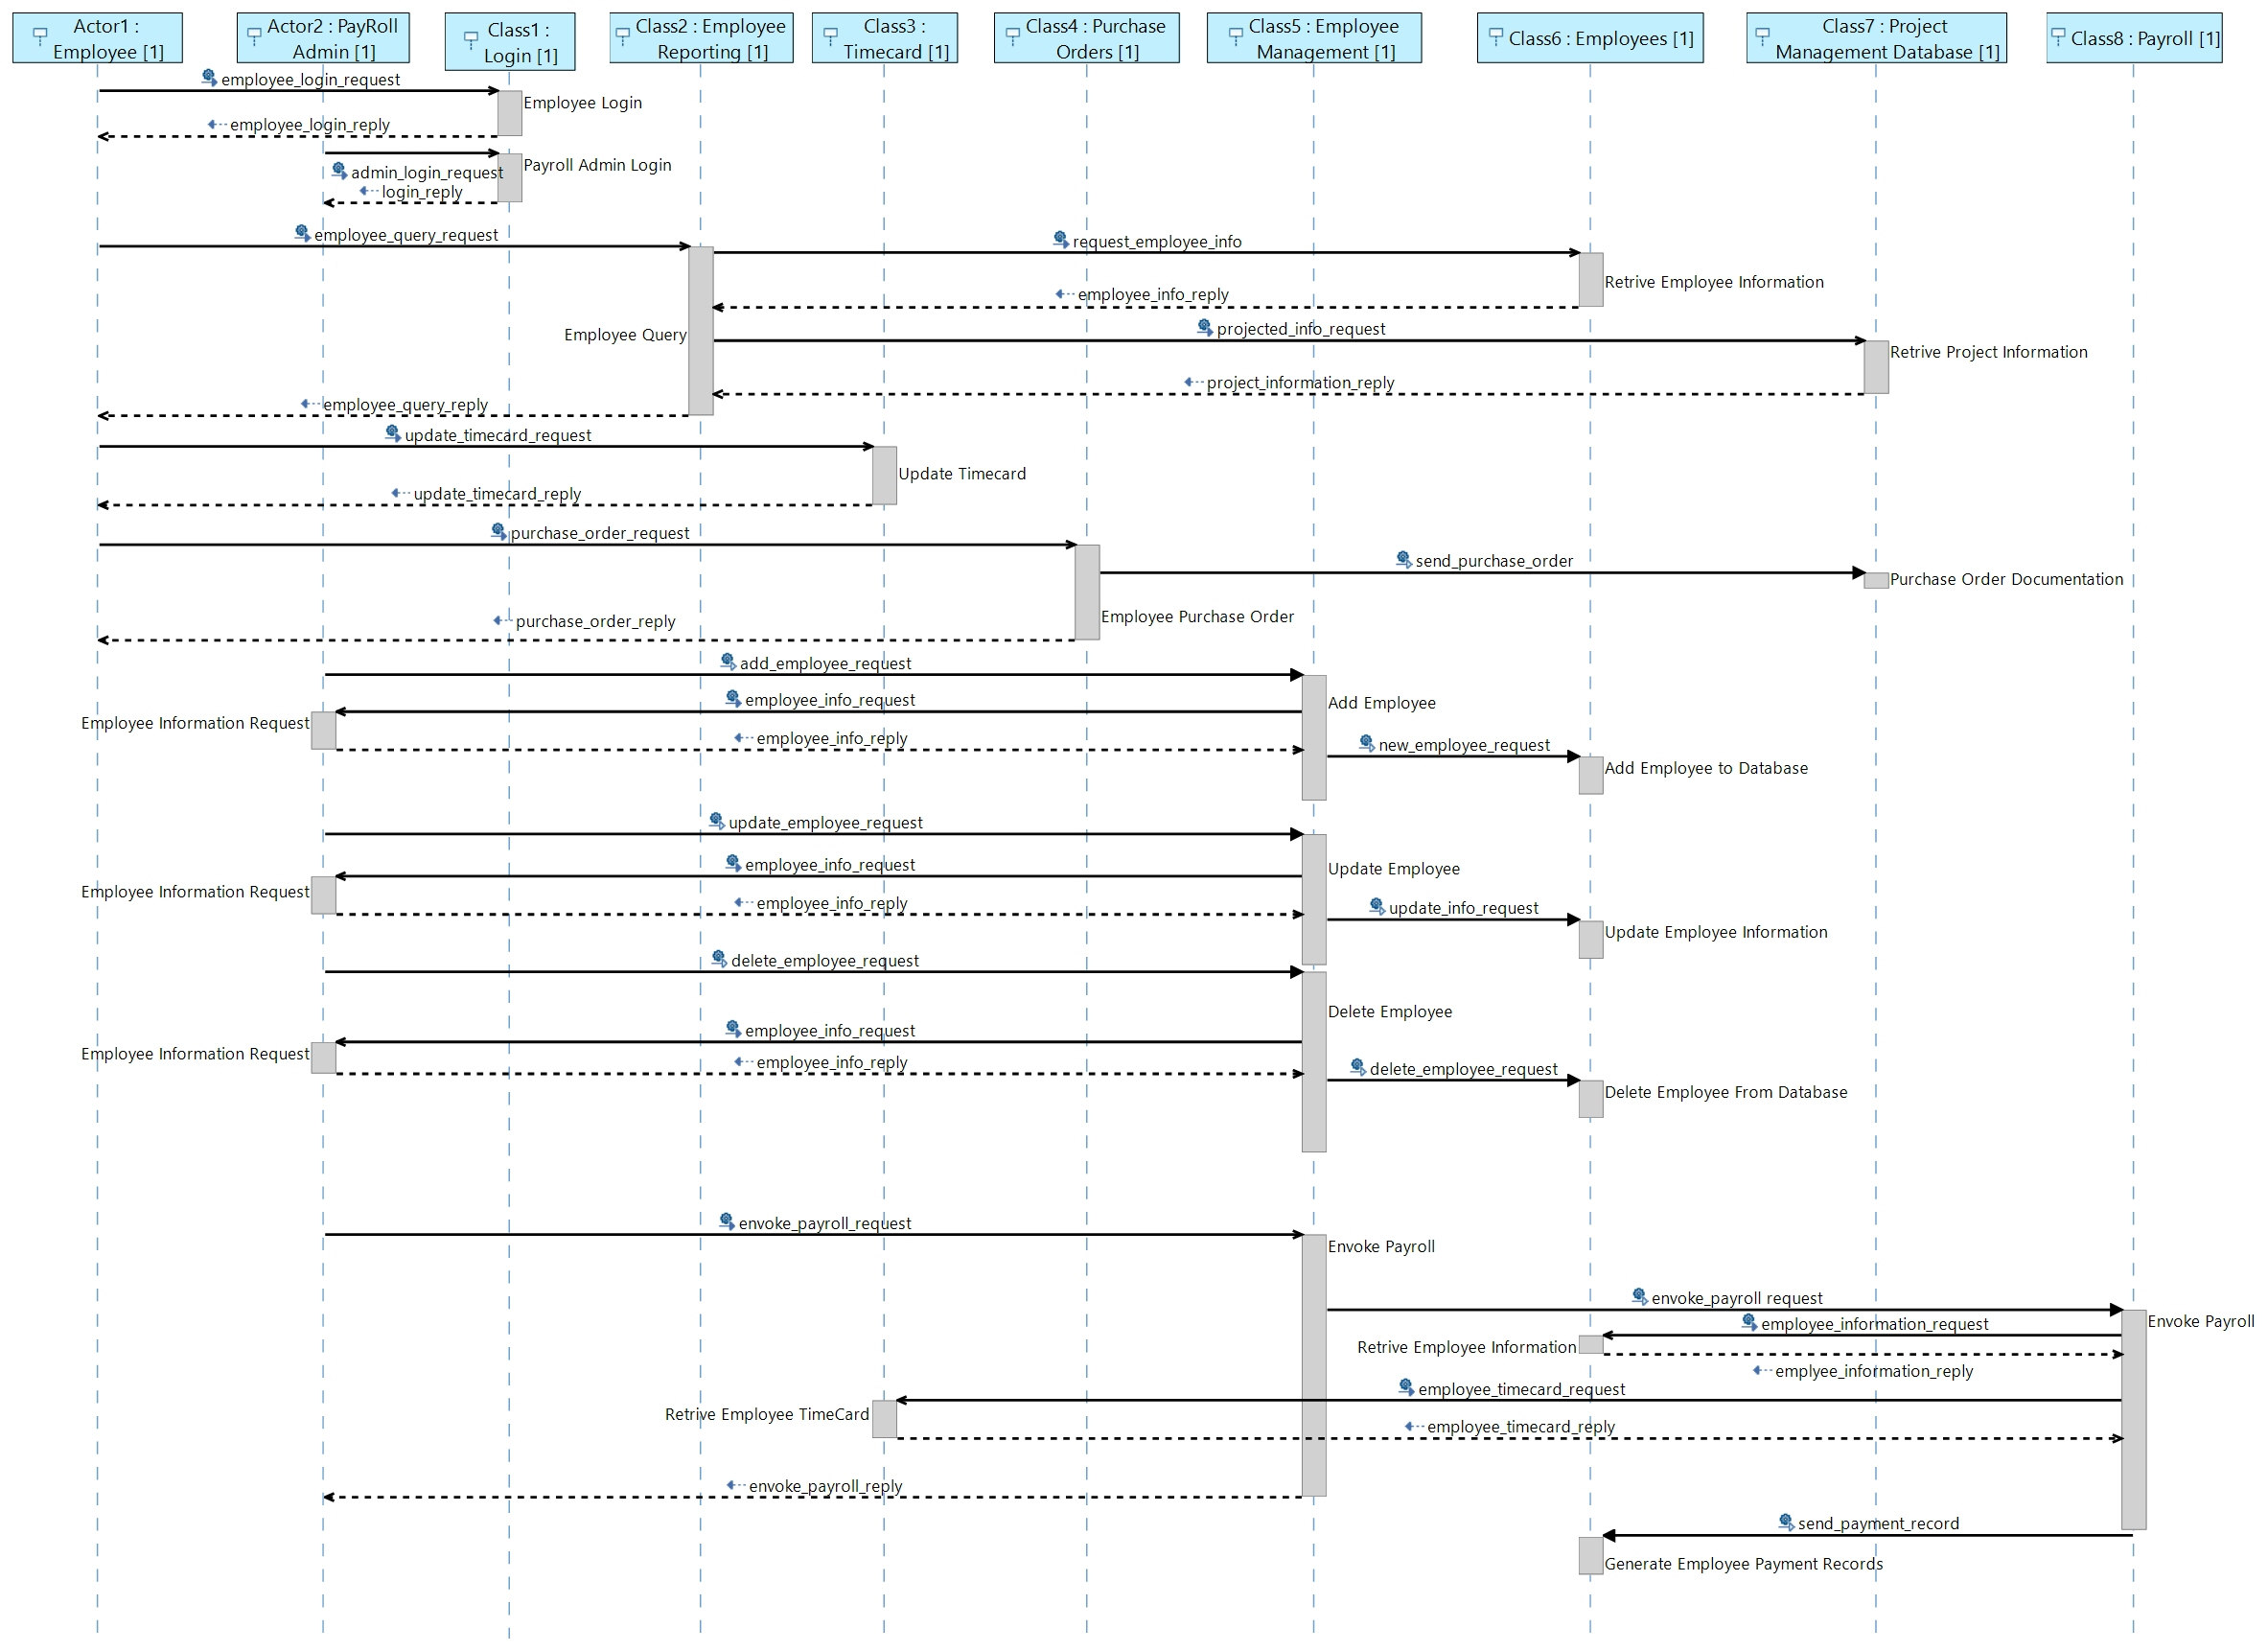 Actor1 :
Employee [1]
Actor2 : PayRoll
Admin [1]
Class1 :
Login [1]
Class2 : Employee
Reporting [1]
Class3 :
Timecard [1]
Class4 : Purchase
Orders [1]
Class5 : Employee
Management [1]
Class6 : Employees [1]
Class7 : Project
Management Database [1]
Class8 : Payroll [1]
employee_login_request
Employee Login
employee_login_reply
Payroll Admin Login
admin_login_request
login_reply
employee_query_request
request_employee_info
Retrive Employee Information
employee_info_reply
projected_info_request
Employee Query
Retrive Project Information
project_information_reply
employee_query_reply
update_timecard_request
Update Timecard
update_timecard_reply
purchase_order_request
send_purchase_order
Purchase Order Documentation
Employee Purchase Order
purchase_order_reply
add_employee_request
employee_info_request
Add Employee
Employee Information Request
employee_info_reply
new_employee_request
Add Employee to Database
update_employee_request
employee_info_request
Update Employee
Employee Information Request
employee_info_reply
update_info_request
Update Employee Information
delete_employee_request
Delete Employee
employee_info_request
Employee Information Request
employee_info_reply
delete_employee_request
Delete Employee From Database
envoke_payroll_request
Envoke Payroll
envoke_payroll request
Envoke Payroll
employee_information_request
Retrive Employee Information
emplyee_information_reply
employee_timecard_request
Retrive Employee TimeCard
employee_timecard_reply
envoke_payroll_reply
send_payment_record
Generate Employee Payment Records